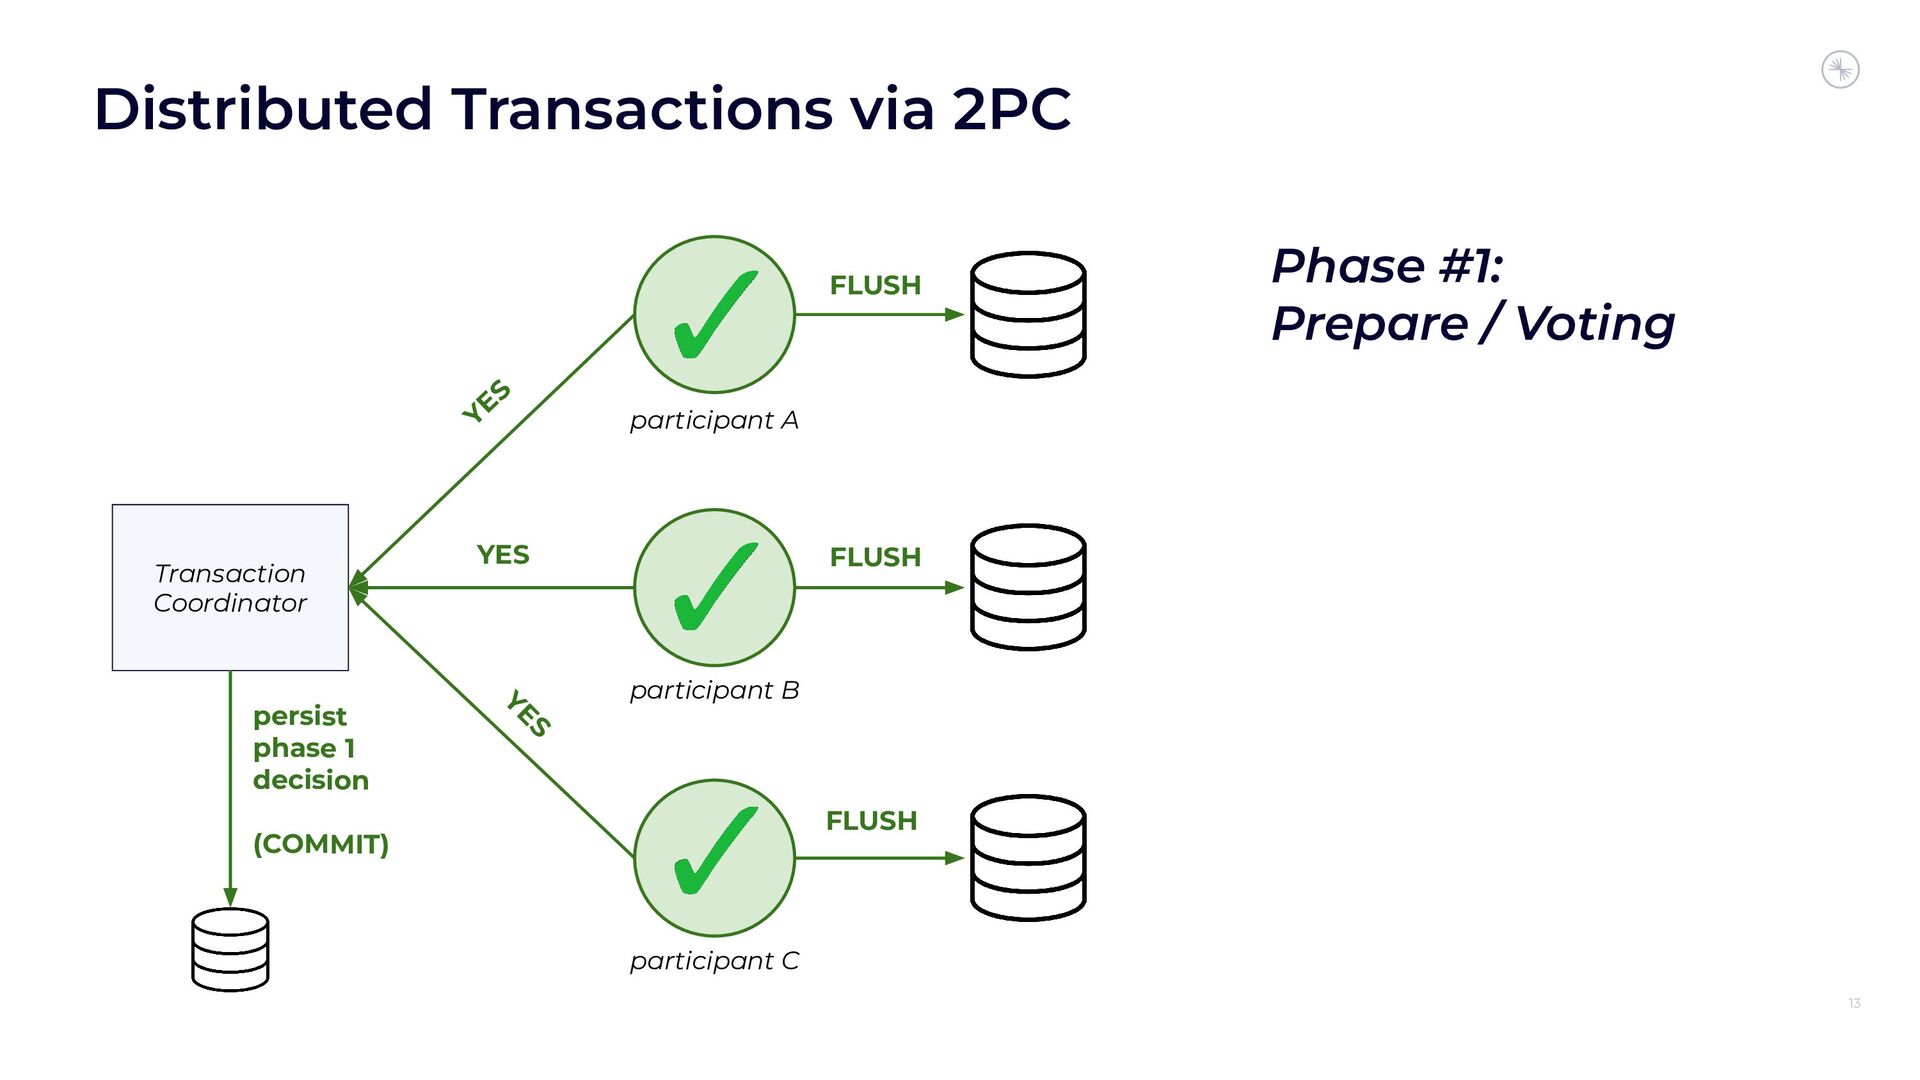 Distributed Transactions via 2PC
Phase #1:
Prepare / Voting
FLUSH
YES
participant A
Transaction
Coordinator
YES
FLUSH
participant B
persist
phase 1
decision
(COMMIT)
YES
FLUSH
participant C
13